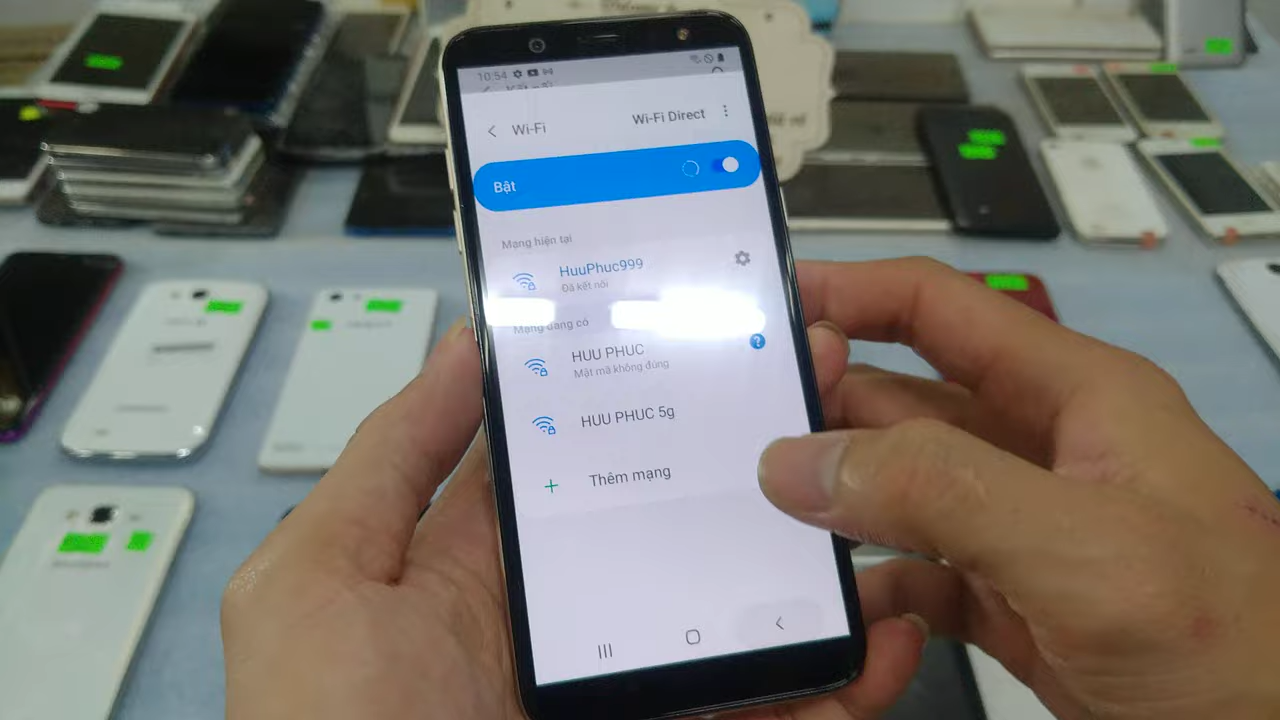 10:54
Wi-Fi
Wi-Fi Direct
Bật
Mạng hiện tại
HuuPhuc999
Đã kết nối
Mạng đang có
HUU PHUC
Mật mã không đúng
?
HUU PHUC 5g
Thêm mạng